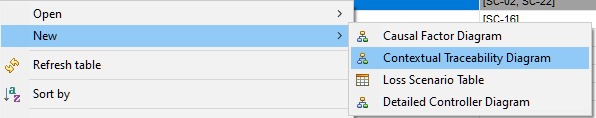 [SC-02, SC-22]
Open
[SC-16]
New
Causal Factor Diagram
Contextual Traceability Diagram
Refresh table
Loss Scenario Table
Sort by
Detailed Controller Diagram